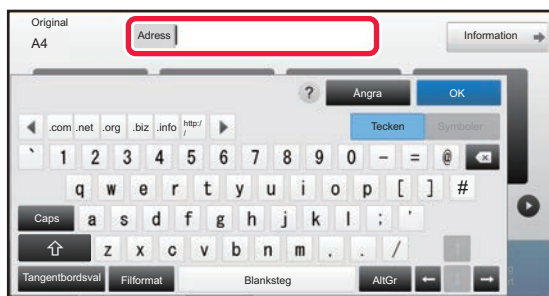 Original
A4
Adress
Information
? Ångra OK
.com .net .org .biz .info http:/
/
Tecken Symboler
` 1 2 3 4 5 6 7 8 9 0 - = @
q w e r t y u i o p [ ] #
Caps a s d f g h j k l ; '
z x c v b n m , . /
Tangentbordsval Filformat Blanksteg AltGr